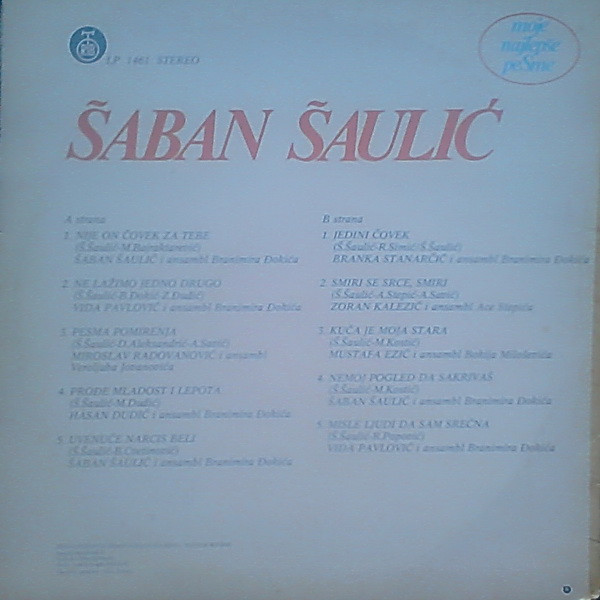 PGP
RTB
LP 1461 STEREO
moje
najlepše
peSme
ŠABAN ŠAULIĆ
A strana
1. NIJE ON ČOVEK ZA TEBE
(Š.Šaulić-M.Bajraktarević)
ŠABAN ŠAULIĆ i ansambl Branimira Đokića
2. NE LAŽIMO JEDNO DRUGO
(Š.Šaulić-B.Đokić-Z.Dudić)
VIDA PAVLOVIĆ i ansambl Branimira Đokića
3. PESMA POMIRENJA
(Š.Šaulić-D.Aleksandrić-A.Savić)
MIROSLAV RADOVANOVIĆ i ansambl
Jovanovića
4. PROĐE MLADOST I LEPOTA
(Š.Šaulić-M.Dudić)
HASAN DUDIĆ i ansambl Branimira Đokića
5. UVENUĆE NARCIS BELI
(Š.Šaulić-B.Cvetinović)
ŠABAN ŠAULIĆ i ansambl Branimira Đokića
B strana
1. JEDINI ČOVEK
(Š.Šaulić-R.Simić/Š.Šaulić)
BRANKA STANARČIĆ i ansambl Branimira Đokića
2. SMIRI SE SRCE, SMIRI
(Š.Šaulić-A.Stepić-A.Savić)
ZORAN KALEZIĆ i ansambl Ace Stepića
3. KUĆA JE MOJA STARA
(Š.Šaulić-M.Kostić)
MUSTAFA EZIĆ i ansambl Bokija Miloševića
4. NEMOJ POGLED DA SAKRIVAŠ
(Š.Šaulić-M.Kostić)
ŠABAN ŠAULIĆ i ansambl Branimira Đokića
5. MISLE LJUDI DA SAM SREĆNA
(Š.Šaulić-R.Popović)
VIDA PAVLOVIĆ i ansambl Branimira Đokića